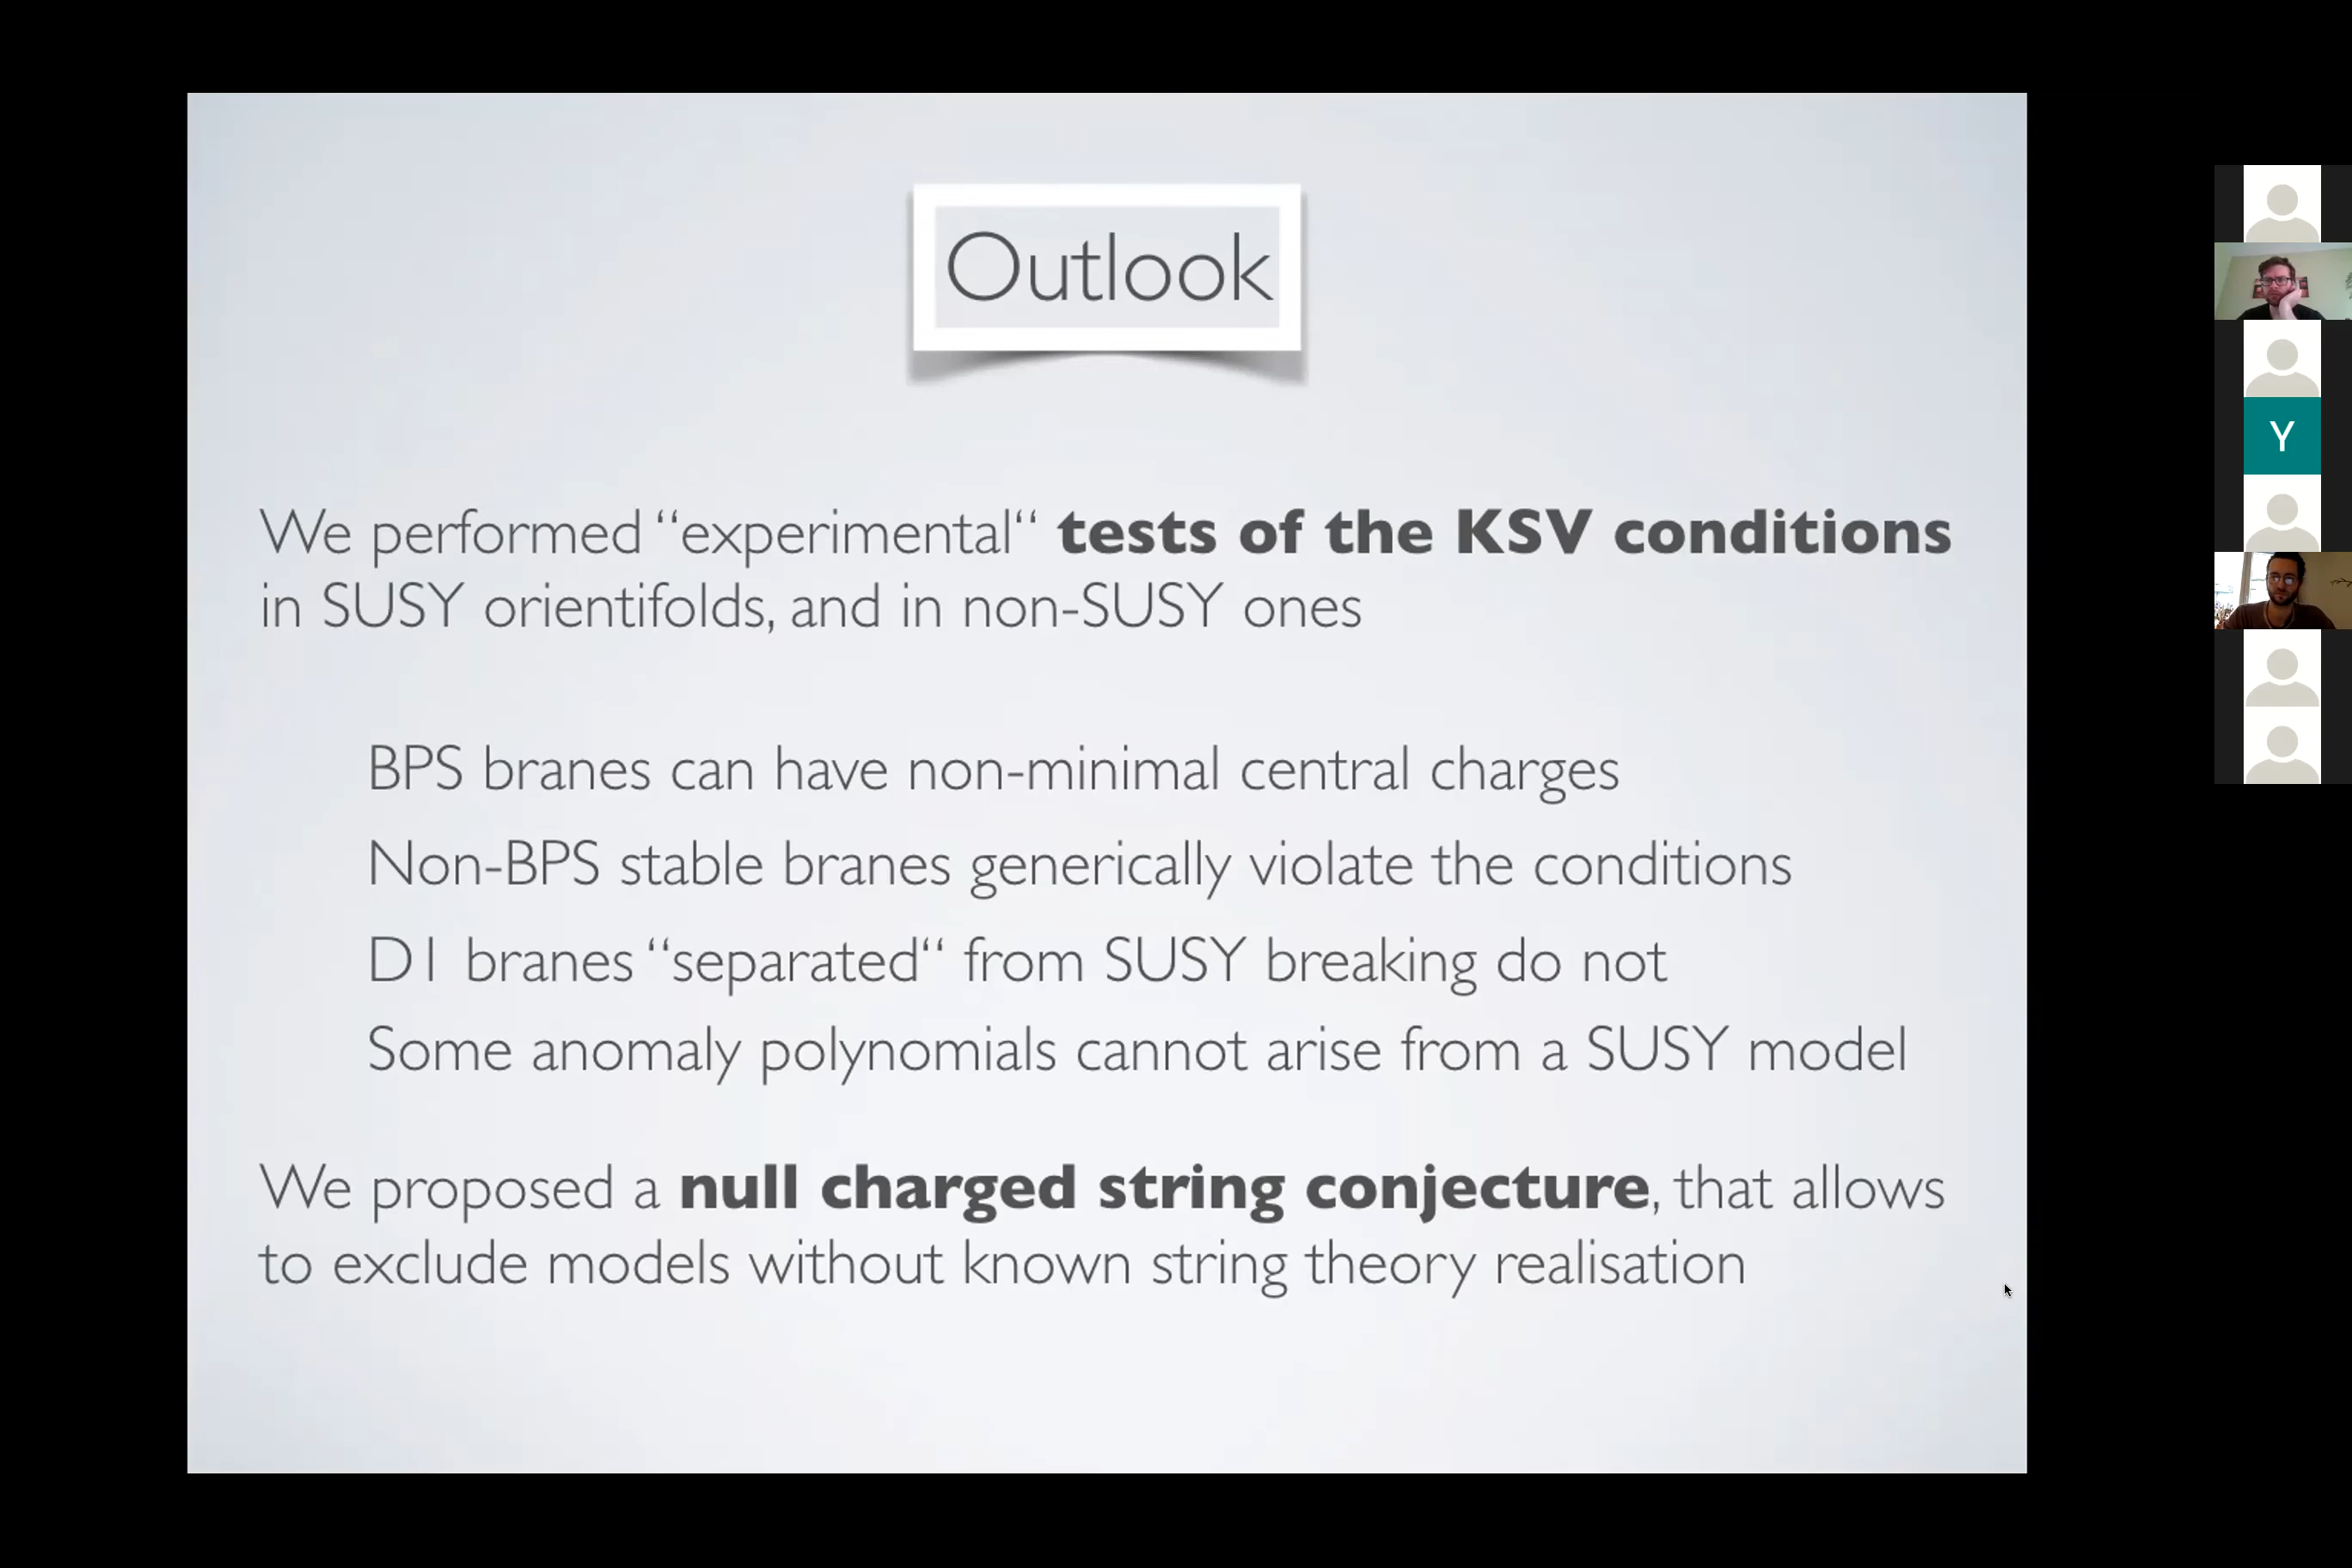 Outlook
We performed “experimental“ tests of the KSV conditions
in SUSY orientifolds, and in non-SUSY ones
BPS branes can have non-minimal central charges
Non-BPS stable branes generically violate the conditions
D1 branes “separated“ from SUSY breaking do not
Some anomaly polynomials cannot arise from a SUSY model
We proposed a null charged string conjecture, that allows
to exclude models without known string theory realisation
Y